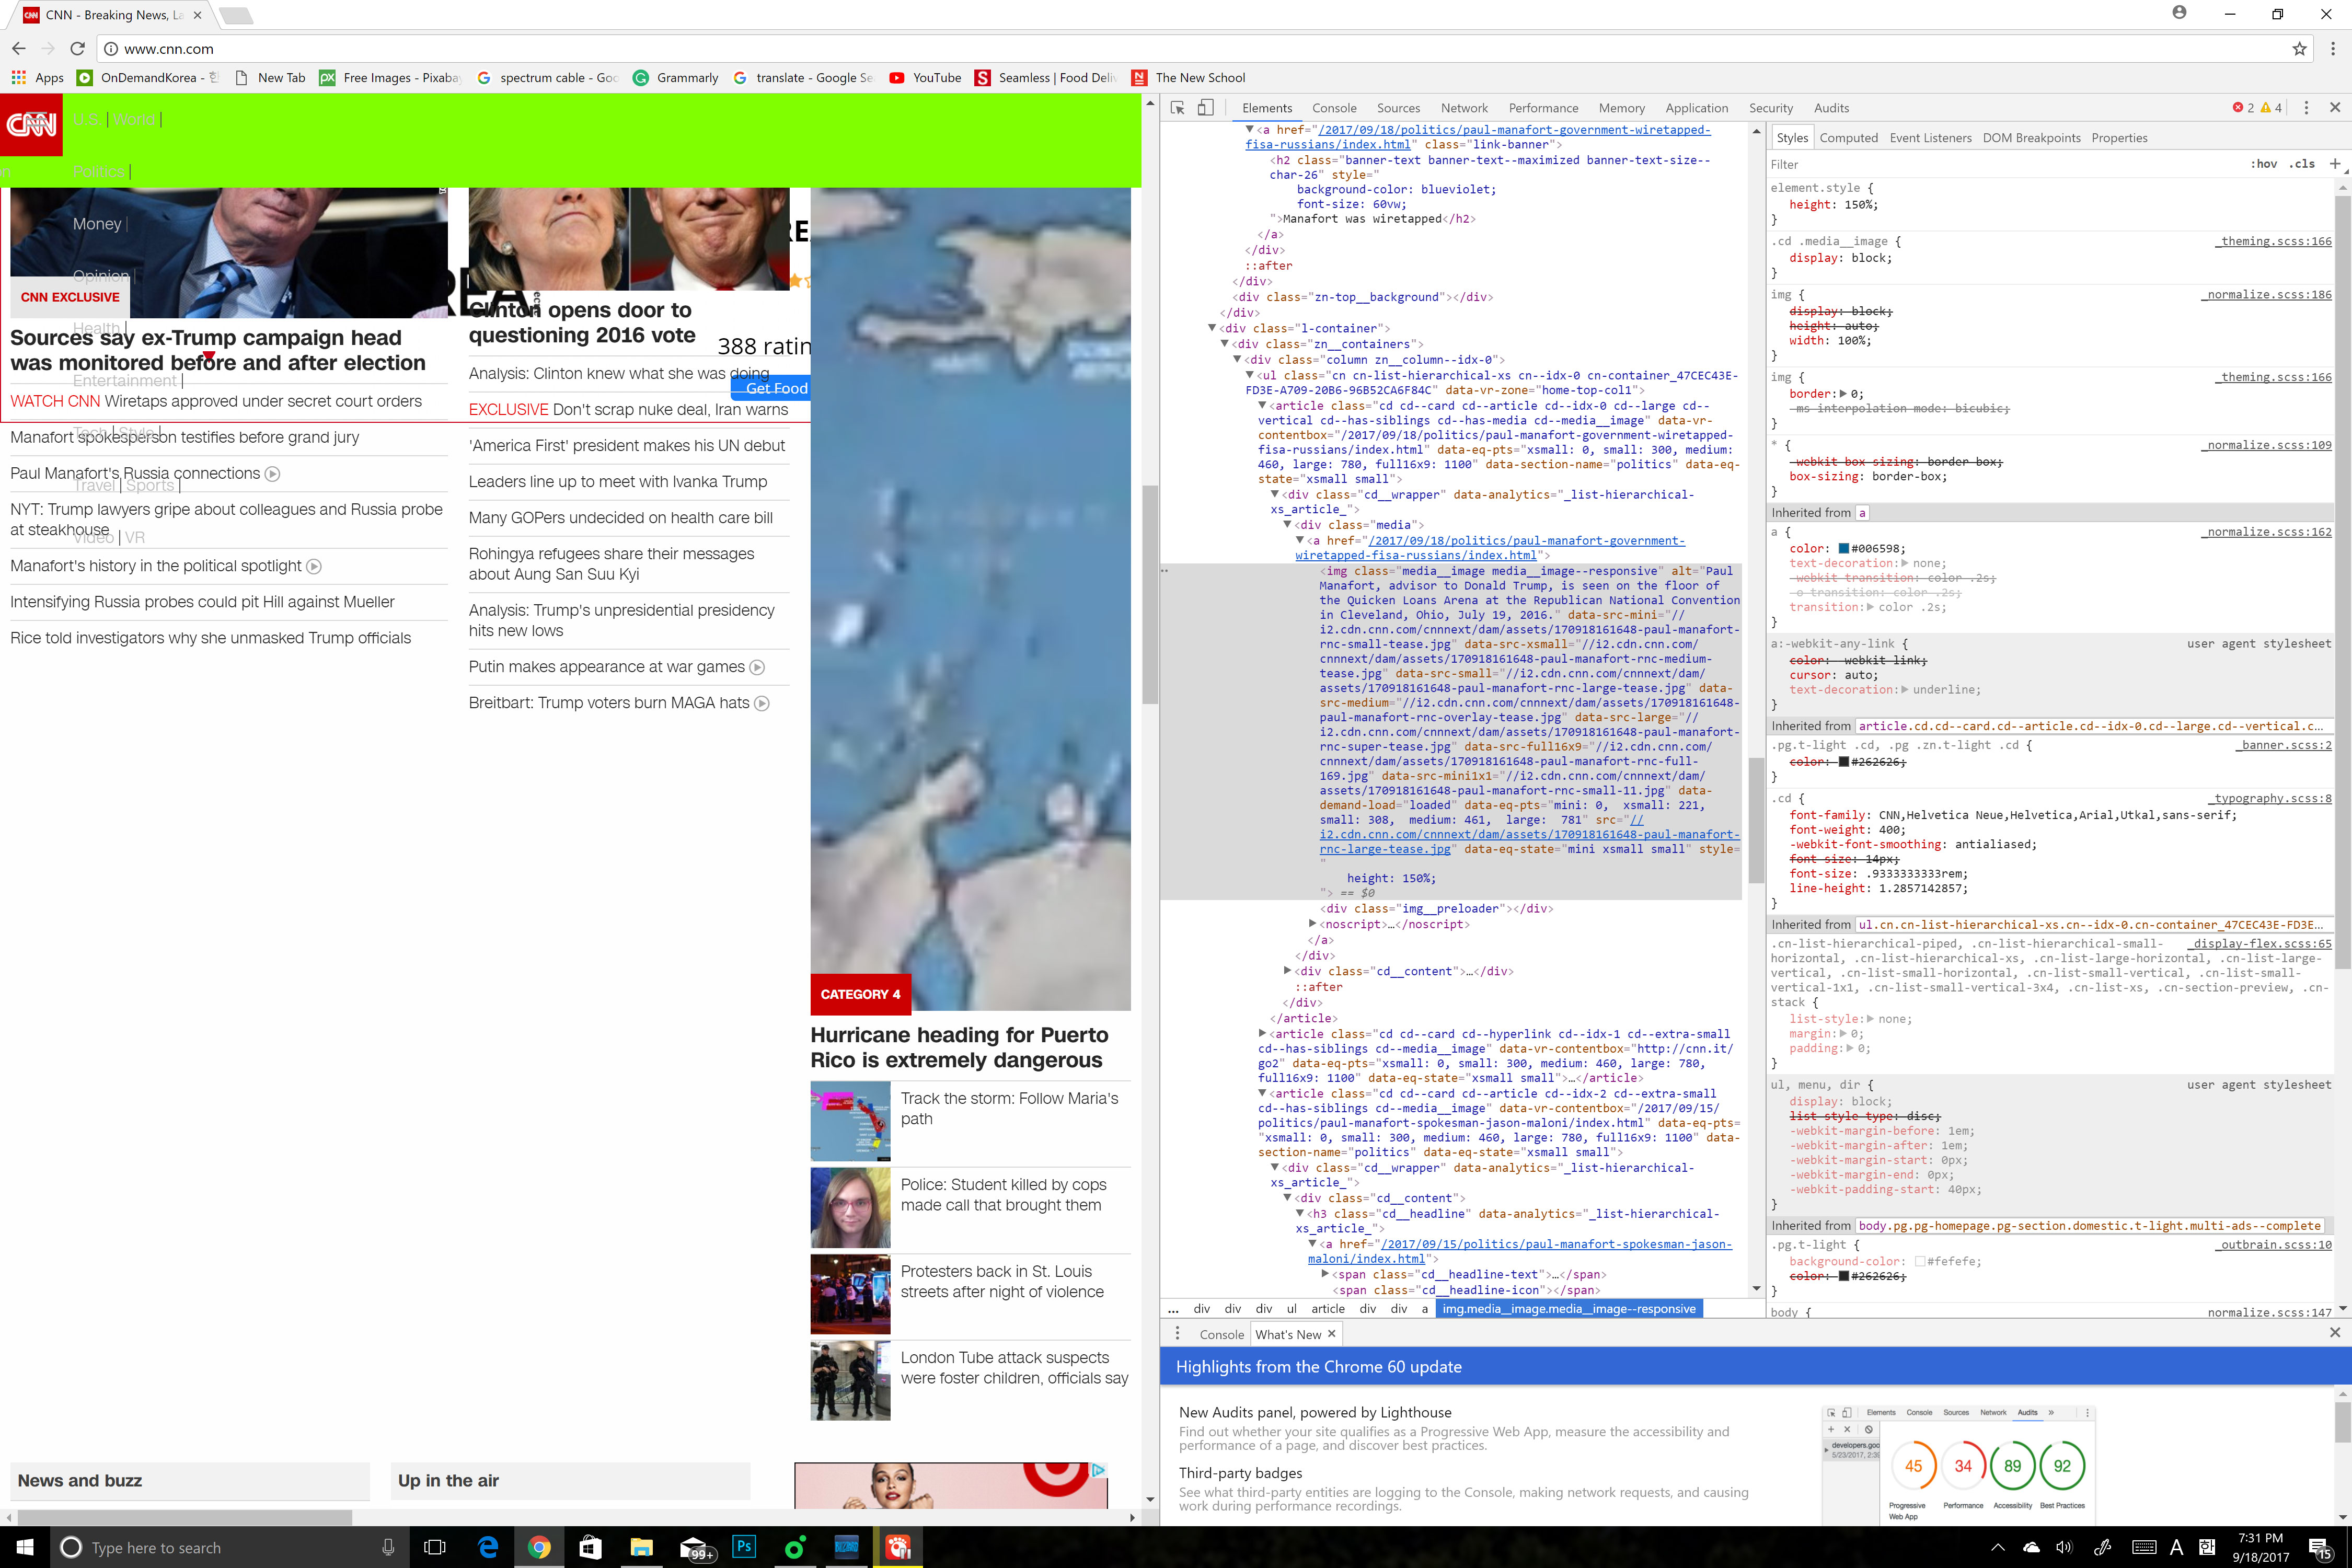 CNN - Breaking News, La
www.cnn.com
Apps OnDemandKorea - 한 New Tab Free Images - Pixabay spectrum cable - Goo Grammarly translate - Google Se YouTube Seamless | Food Deliv The New School
CNN U.S. | World |
Politics |
Money |
Opinion |
CNN EXCLUSIVE
Health |
Sources say ex-Trump campaign head
was monitored before and after election
Entertainment |
WATCH CNN Wiretaps approved under secret court orders
Manafort spokesperson testifies before grand jury
Tech | Style |
Paul Manafort's Russia connections
Travel | Sports |
NYT: Trump lawyers gripe about colleagues and Russia probe
at steakhouse
Video | VR
Manafort's history in the political spotlight
Intensifying Russia probes could pit Hill against Mueller
Rice told investigators why she unmasked Trump officials
Clinton opens door to
questioning 2016 vote
388 ratin
Get Food
Analysis: Clinton knew what she was doing
EXCLUSIVE Don't scrap nuke deal, Iran warns
'America First' president makes his UN debut
Leaders line up to meet with Ivanka Trump
Many GOPers undecided on health care bill
Rohingya refugees share their messages
about Aung San Suu Kyi
Analysis: Trump's unpresidential presidency
hits new lows
Putin makes appearance at war games
Breitbart: Trump voters burn MAGA hats
CATEGORY 4
Hurricane heading for Puerto
Rico is extremely dangerous
Track the storm: Follow Maria's
path
Police: Student killed by cops
made call that brought them
Protesters back in St. Louis
streets after night of violence
London Tube attack suspects
were foster children, officials say
News and buzz
Up in the air
Elements Console Sources Network Performance Memory Application Security Audits 2 4
<a href="/2017/09/18/politics/paul-manafort-government-wiretapped-
fisa-russians/index.html" class="link-banner">
<h2 class="banner-text banner-text--maximized banner-text-size--
char-26" style="
background-color: blueviolet;
font-size: 60vw;
">Manafort was wiretapped</h2>
</a>
</div>
::after
</div>
<div class="zn-top__background"></div>
</div>
<div class="l-container">
<div class="zn__containers">
<div class="column zn__column--idx-0">
<ul class="cn cn-list-hierarchical-xs cn--idx-0 cn-container_47CEC43E-
FD3E-A709-20B6-96B52CA6F84C" data-vr-zone="home-top-col1">
<article class="cd cd--card cd--article cd--idx-0 cd--large cd--
vertical cd--has-siblings cd--has-media cd--media__image" data-vr-
contentbox="/2017/09/18/politics/paul-manafort-government-wiretapped-
fisa-russians/index.html" data-eq-pts="xsmall: 0, small: 300, medium:
460, large: 780, full16x9: 1100" data-section-name="politics" data-eq-
state="xsmall small">
<div class="cd__wrapper" data-analytics="_list-hierarchical-
xs_article_">
<div class="media">
<a href="/2017/09/18/politics/paul-manafort-government-
wiretapped-fisa-russians/index.html">
<img class="media__image media__image--responsive" alt="Paul
Manafort, advisor to Donald Trump, is seen on the floor of
the Quicken Loans Arena at the Republican National Convention
in Cleveland, Ohio, July 19, 2016." data-src-mini="//
i2.cdn.cnn.com/cnnnext/dam/assets/170918161648-paul-manafort-
rnc-small-tease.jpg" data-src-xsmall="//i2.cdn.cnn.com/
cnnnext/dam/assets/170918161648-paul-manafort-rnc-medium-
tease.jpg" data-src-small="//i2.cdn.cnn.com/cnnnext/dam/
assets/170918161648-paul-manafort-rnc-large-tease.jpg" data-
src-medium="//i2.cdn.cnn.com/cnnnext/dam/assets/170918161648-
paul-manafort-rnc-overlay-tease.jpg" data-src-large="//
i2.cdn.cnn.com/cnnnext/dam/assets/170918161648-paul-manafort-
rnc-super-tease.jpg" data-src-full16x9="//i2.cdn.cnn.com/
cnnnext/dam/assets/170918161648-paul-manafort-rnc-full-
169.jpg" data-src-mini1x1="//i2.cdn.cnn.com/cnnnext/dam/
assets/170918161648-paul-manafort-rnc-small-11.jpg" data-
demand-load="loaded" data-eq-pts="mini: 0, xsmall: 221,
small: 308, medium: 461, large: 781" src="//
i2.cdn.cnn.com/cnnnext/dam/assets/170918161648-paul-manafort-
rnc-large-tease.jpg" data-eq-state="mini xsmall small" style=
"
height: 150%;
"> == $0
<div class="img__preloader"></div>
<noscript>…</noscript>
</a>
</div>
<div class="cd__content">…</div>
::after
</div>
</article>
<article class="cd cd--card cd--hyperlink cd--idx-1 cd--extra-small
cd--has-siblings cd--media__image" data-vr-contentbox="http://cnn.it/
go2" data-eq-pts="xsmall: 0, small: 300, medium: 460, large: 780,
full16x9: 1100" data-eq-state="xsmall small">…</article>
<article class="cd cd--card cd--article cd--idx-2 cd--extra-small
cd--has-siblings cd--media__image" data-vr-contentbox="/2017/09/15/
politics/paul-manafort-spokesman-jason-maloni/index.html" data-eq-pts=
"xsmall: 0, small: 300, medium: 460, large: 780, full16x9: 1100" data-
section-name="politics" data-eq-state="xsmall small">
<div class="cd__wrapper" data-analytics="_list-hierarchical-
xs_article_">
<div class="cd__content">
<h3 class="cd__headline" data-analytics="_list-hierarchical-
xs_article_">
<a href="/2017/09/15/politics/paul-manafort-spokesman-jason-
maloni/index.html">
<span class="cd__headline-text">…</span>
<span class="cd__headline-icon"></span>
... div div div ul article div div a img.media__image.media__image--responsive
Styles Computed Event Listeners DOM Breakpoints Properties
Filter :hov .cls +
element.style {
height: 150%;
}
.cd .media__image { _theming.scss:166
display: block;
}
img { _normalize.scss:186
display: block;
height: auto;
width: 100%;
}
img { _theming.scss:166
border: 0;
-ms-interpolation-mode: bicubic;
}
* { _normalize.scss:109
-webkit-box-sizing: border-box;
box-sizing: border-box;
}
Inherited from a
a { _normalize.scss:162
color: #006598;
text-decoration: none;
-webkit-transition: color .2s;
-o-transition: color .2s;
transition: color .2s;
}
a:-webkit-any-link { user agent stylesheet
color: -webkit-link;
cursor: auto;
text-decoration: underline;
}
Inherited from article.cd.cd--card.cd--article.cd--idx-0.cd--large.cd--vertical.c…
.pg.t-light .cd, .pg .zn.t-light .cd { _banner.scss:2
color: #262626;
}
.cd { _typography.scss:8
font-family: CNN,Helvetica Neue,Helvetica,Arial,Utkal,sans-serif;
font-weight: 400;
-webkit-font-smoothing: antialiased;
font-size: 14px;
font-size: .9333333333rem;
line-height: 1.2857142857;
}
Inherited from ul.cn.cn-list-hierarchical-xs.cn--idx-0.cn-container_47CEC43E-FD3E…
.cn-list-hierarchical-piped, .cn-list-hierarchical-small- _display-flex.scss:65
horizontal, .cn-list-hierarchical-xs, .cn-list-large-horizontal, .cn-list-large-
vertical, .cn-list-small-horizontal, .cn-list-small-vertical, .cn-list-small-
vertical-1x1, .cn-list-small-vertical-3x4, .cn-list-xs, .cn-section-preview, .cn-
stack {
list-style: none;
margin: 0;
padding: 0;
}
ul, menu, dir { user agent stylesheet
display: block;
list-style-type: disc;
-webkit-margin-before: 1em;
-webkit-margin-after: 1em;
-webkit-margin-start: 0px;
-webkit-margin-end: 0px;
-webkit-padding-start: 40px;
}
Inherited from body.pg.pg-homepage.pg-section.domestic.t-light.multi-ads--complete
.pg.t-light { _outbrain.scss:10
background-color: #fefefe;
color: #262626;
}
body { normalize.scss:147
Console What's New
Highlights from the Chrome 60 update
New Audits panel, powered by Lighthouse
Find out whether your site qualifies as a Progressive Web App, measure the accessibility and
performance of a page, and discover best practices.
Third-party badges
See what third-party entities are logging to the Console, making network requests, and causing
work during performance recordings.
Elements Console Sources Network Audits »
developers.goo
45 34 89 92
Progressive Performance Accessibility Best Practices
Web App
Type here to search
99+
Ps
A 한
7:31 PM
9/18/2017
15